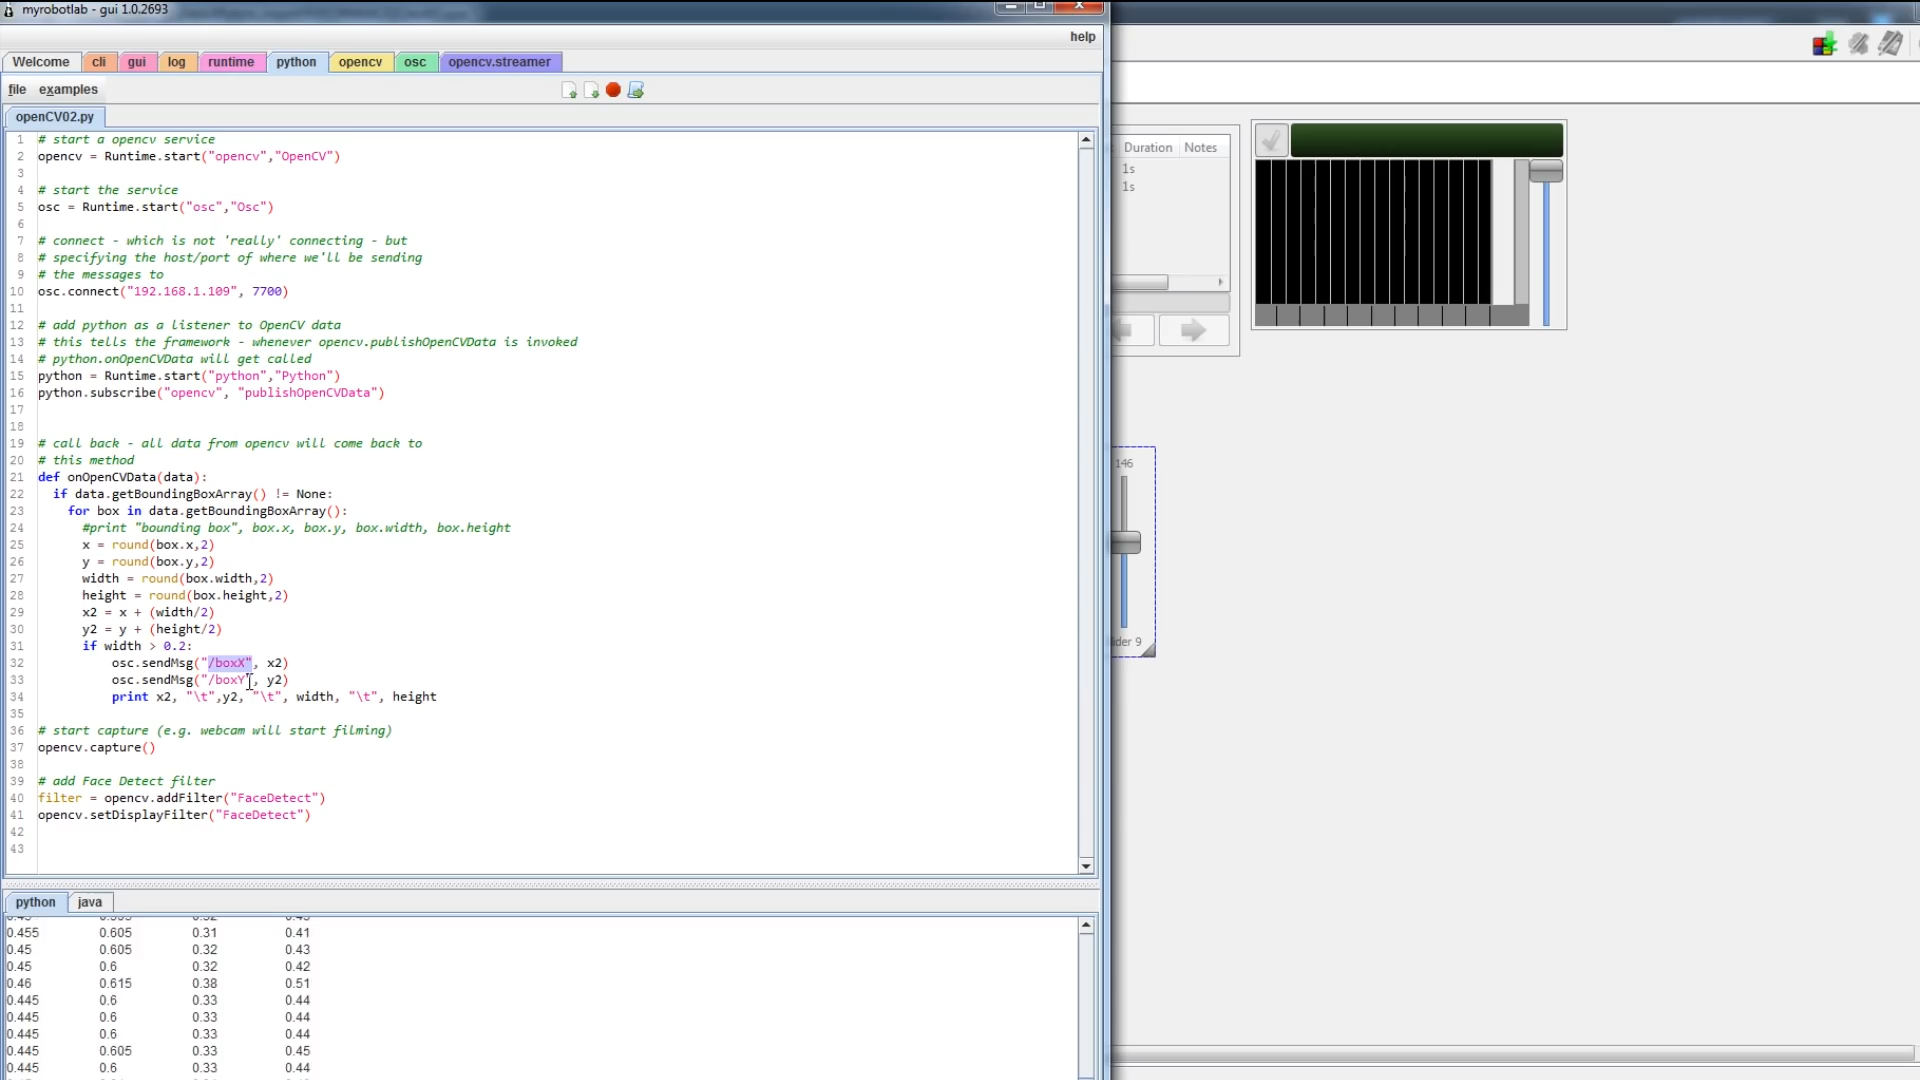 myrobotlab - gui 1.0.2693
help
Welcome cli gui log runtime python opencv osc opencv.streamer
file examples
openCV02.py
1 # start a opencv service
2 opencv = Runtime.start("opencv","OpenCV")
3
4 # start the service
5 osc = Runtime.start("osc","Osc")
6
7 # connect - which is not 'really' connecting - but
8 # specifying the host/port of where we'll be sending
9 # the messages to
10 osc.connect("192.168.1.109", 7700)
11
12 # add python as a listener to OpenCV data
13 # this tells the framework - whenever opencv.publishOpenCVData is invoked
14 # python.onOpenCVData will get called
15 python = Runtime.start("python","Python")
16 python.subscribe("opencv", "publishOpenCVData")
17
18
19 # call back - all data from opencv will come back to
20 # this method
21 def onOpenCVData(data):
22 if data.getBoundingBoxArray() != None:
23 for box in data.getBoundingBoxArray():
24 #print "bounding box", box.x, box.y, box.width, box.height
25 x = round(box.x,2)
26 y = round(box.y,2)
27 width = round(box.width,2)
28 height = round(box.height,2)
29 x2 = x + (width/2)
30 y2 = y + (height/2)
31 if width > 0.2:
32 osc.sendMsg("/boxX", x2)
33 osc.sendMsg("/boxY", y2)
34 print x2, "\t",y2, "\t", width, "\t", height
35
36 # start capture (e.g. webcam will start filming)
37 opencv.capture()
38
39 # add Face Detect filter
40 filter = opencv.addFilter("FaceDetect")
41 opencv.setDisplayFilter("FaceDetect")
42
43
python java
0.455 0.605 0.31 0.41
0.45 0.605 0.32 0.43
0.45 0.6 0.32 0.42
0.46 0.615 0.38 0.51
0.445 0.6 0.33 0.44
0.445 0.6 0.33 0.44
0.445 0.6 0.33 0.44
0.445 0.605 0.33 0.45
0.445 0.6 0.33 0.44
Duration Notes
1s
1s
146
ider 9